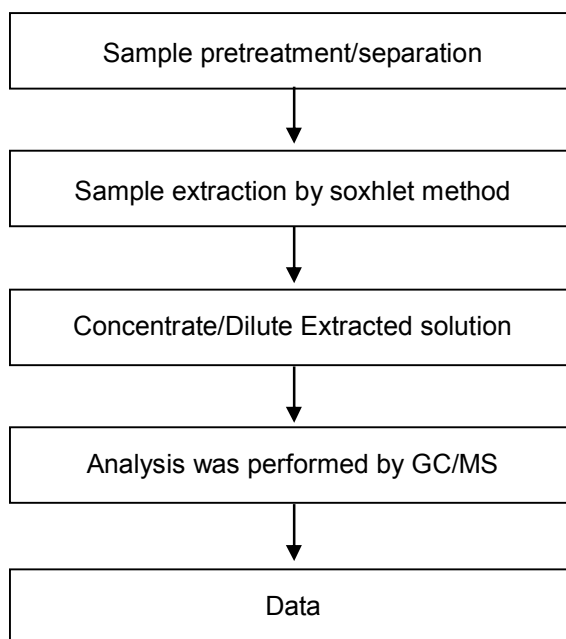 Sample pretreatment/separation
Sample extraction by soxhlet method
Concentrate/Dilute Extracted solution
Analysis was performed by GC/MS
Data